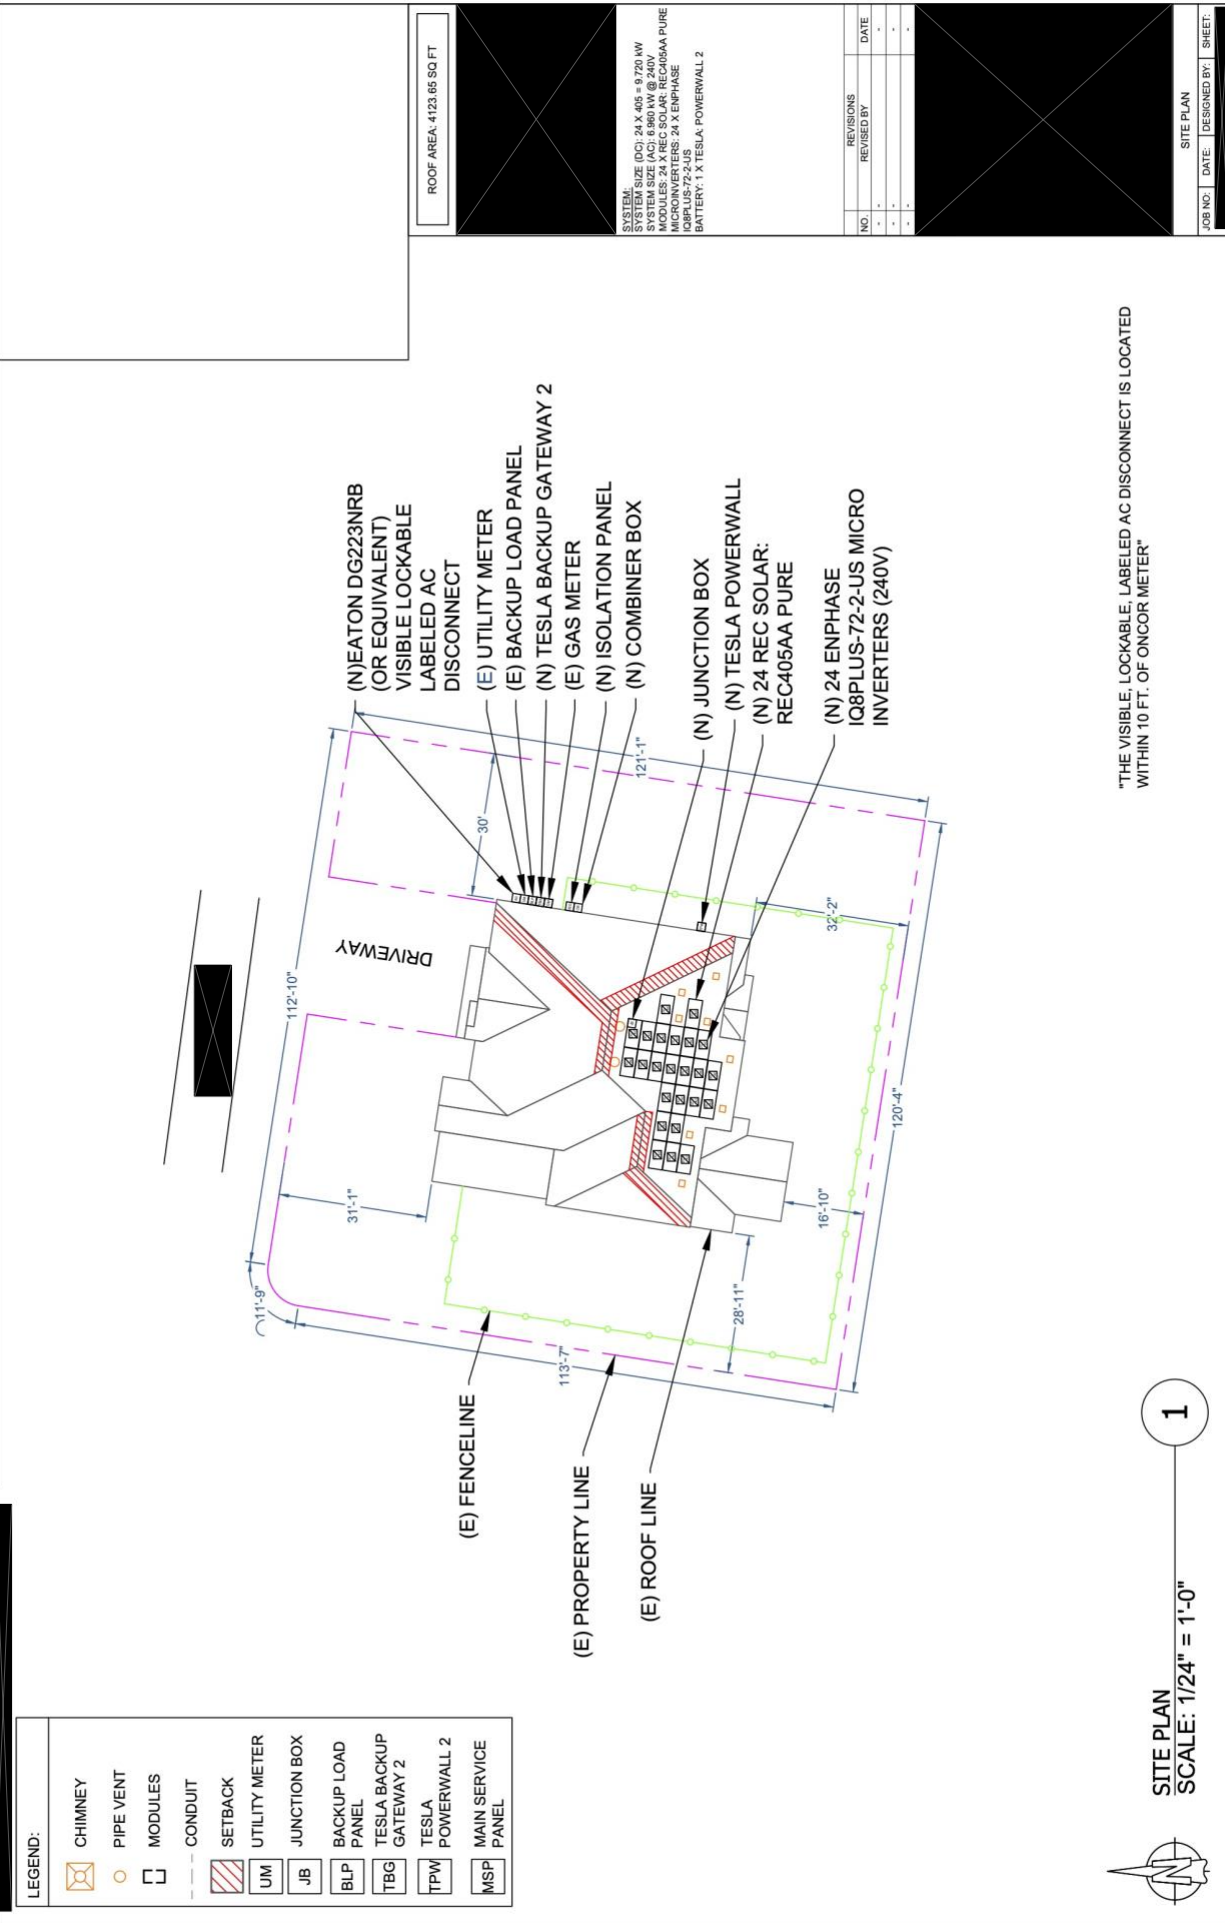 LEGEND:
CHIMNEY
PIPE VENT
MODULES
CONDUIT
SETBACK
UM
UTILITY METER
JB
JUNCTION BOX
BLP
BACKUP LOAD
PANEL
TBG
TESLA BACKUP
GATEWAY 2
TPW
TESLA
POWERWALL 2
MSP
MAIN SERVICE
PANEL
(E) FENCELINE
(E) PROPERTY LINE
(E) ROOF LINE
112'-10"
11'-9"
31'-1"
113'-7"
28'-11"
16'-10"
120'-4"
32'-2"
121'-1"
30'
DRIVEWAY
(N)EATON DG223NRB
(OR EQUIVALENT)
VISIBLE LOCKABLE
LABELED AC
DISCONNECT
(E) UTILITY METER
(E) BACKUP LOAD PANEL
(N) TESLA BACKUP GATEWAY 2
(E) GAS METER
(N) ISOLATION PANEL
(N) COMBINER BOX
(N) JUNCTION BOX
(N) TESLA POWERWALL
(N) 24 REC SOLAR:
REC405AA PURE
(N) 24 ENPHASE
IQ8PLUS-72-2-US MICRO
INVERTERS (240V)
"THE VISIBLE, LOCKABLE, LABELED AC DISCONNECT IS LOCATED
WITHIN 10 FT. OF ONCOR METER"
N
SITE PLAN
SCALE: 1/24" = 1'-0"
1
ROOF AREA: 4123.65 SQ FT
SYSTEM:
SYSTEM SIZE (DC): 24 X 405 = 9.720 kW
SYSTEM SIZE (AC): 6.960 kW @ 240V
MODULES: 24 X REC SOLAR: REC405AA PURE
MICROINVERTERS: 24 X ENPHASE
IQ8PLUS-72-2-US
BATTERY: 1 X TESLA: POWERWALL 2
REVISIONS
NO. REVISED BY DATE
- - -
- - -
- - -
SITE PLAN
JOB NO: DATE: DESIGNED BY: SHEET: